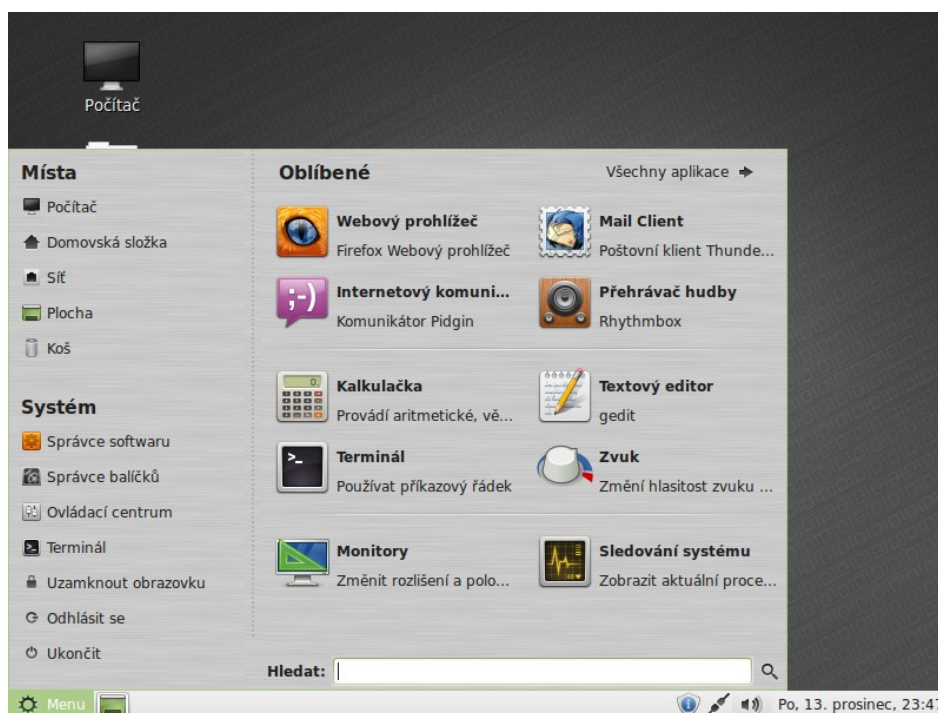 Počítač
Místa
Počítač
Domovská složka
Síť
Plocha
Koš
Systém
Správce softwaru
Správce balíčků
Ovládací centrum
Terminál
Uzamknout obrazovku
Odhlásit se
Ukončit
Oblíbené
Všechny aplikace
Webový prohlížeč
Firefox Webový prohlížeč
Mail Client
Poštovní klient Thunde...
Internetový komuni...
Komunikátor Pidgin
Přehrávač hudby
Rhythmbox
Kalkulačka
Provádí aritmetické, vě...
Textový editor
gedit
Terminál
Používat příkazový řádek
Zvuk
Změní hlasitost zvuku ...
Monitory
Změnit rozlišení a polo...
Sledování systému
Zobrazit aktuální proce...
Hledat:
Menu
Po, 13. prosinec, 23:47